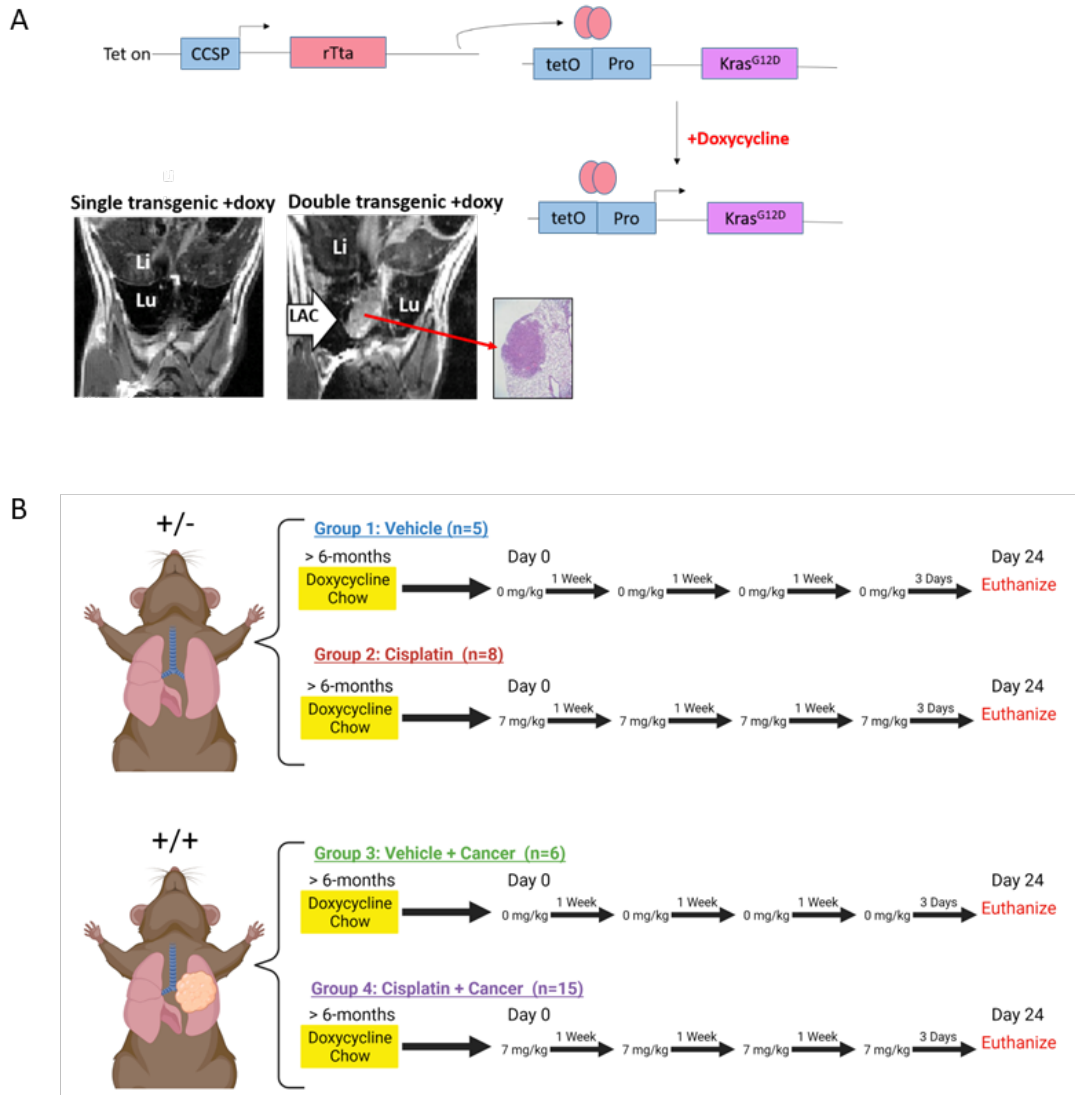 A
Tet on
CCSP
rTta
tetO
Pro
Kras^G12D
+Doxycycline
tetO
Pro
Kras^G12D
Single transgenic +doxy
Double transgenic +doxy
Li
Lu
Li
Lu
LAC
B
+/-
Group 1: Vehicle (n=5)
> 6-months
Doxycycline
Chow
Day 0
0 mg/kg 1 Week 0 mg/kg 1 Week 0 mg/kg 1 Week 0 mg/kg 3 Days
Day 24
Euthanize
Group 2: Cisplatin (n=8)
> 6-months
Doxycycline
Chow
Day 0
7 mg/kg 1 Week 7 mg/kg 1 Week 7 mg/kg 1 Week 7 mg/kg 3 Days
Day 24
Euthanize
+/+
Group 3: Vehicle + Cancer (n=6)
> 6-months
Doxycycline
Chow
Day 0
0 mg/kg 1 Week 0 mg/kg 1 Week 0 mg/kg 1 Week 0 mg/kg 3 Days
Day 24
Euthanize
Group 4: Cisplatin + Cancer (n=15)
> 6-months
Doxycycline
Chow
Day 0
7 mg/kg 1 Week 7 mg/kg 1 Week 7 mg/kg 1 Week 7 mg/kg 3 Days
Day 24
Euthanize